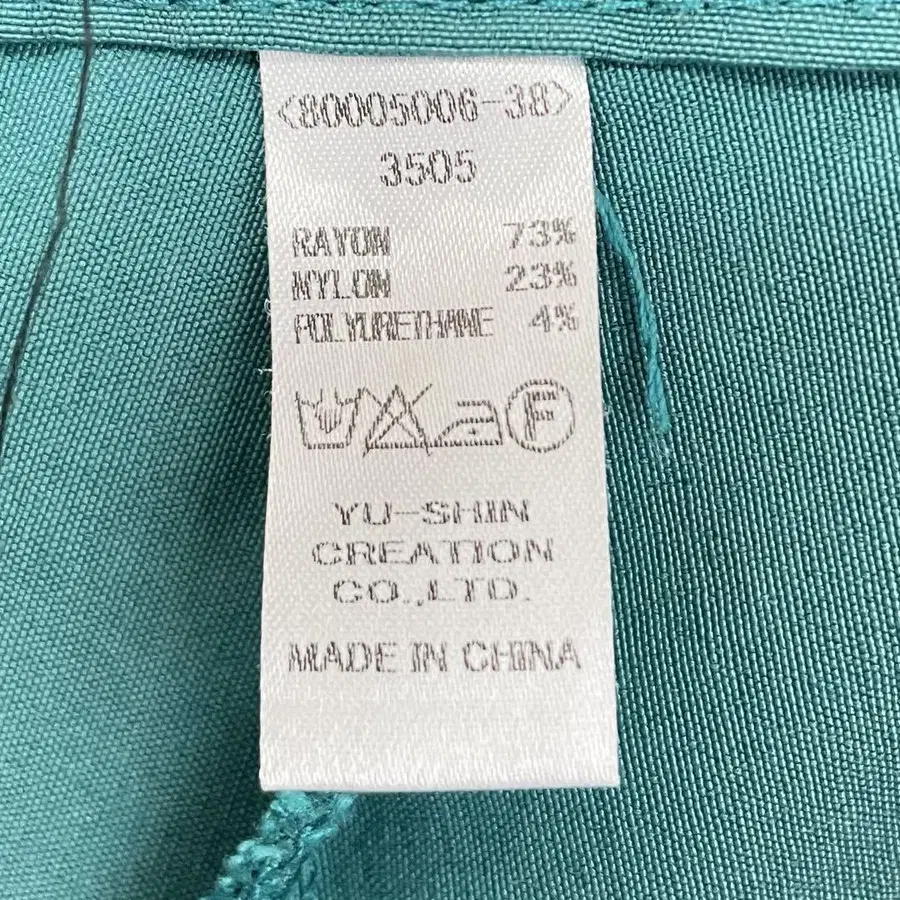 <80005006-38>
3505
RAYON 73%
NYLON 23%
POLYURETHANE 4%
F
YU-SHIN
CREATION
CO.,LTD.
MADE IN CHINA